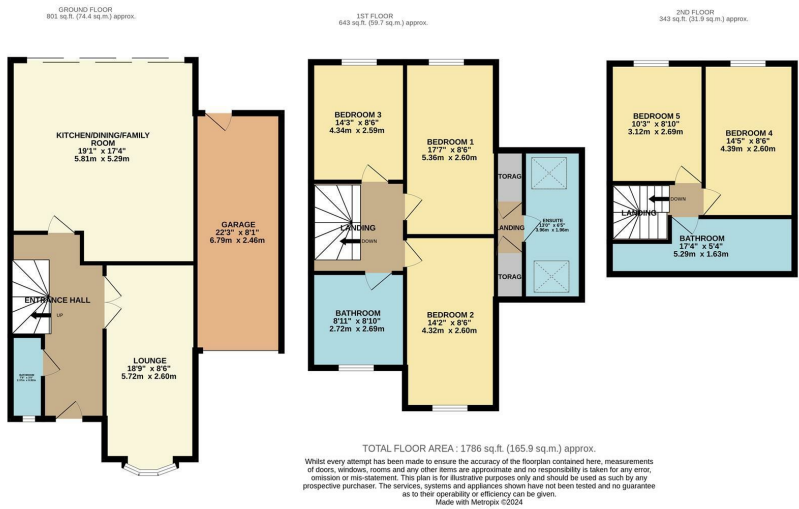 GROUND FLOOR
801 sq.ft. (74.4 sq.m.) approx.
KITCHEN/DINING/FAMILY
ROOM
19'1" x 17'4"
5.81m x 5.29m
GARAGE
22'3" x 8'1"
6.79m x 2.46m
ENTRANCE HALL
UP
LOUNGE
18'9" x 8'6"
5.72m x 2.60m
1ST FLOOR
643 sq.ft. (59.7 sq.m.) approx.
BEDROOM 3
14'3" x 8'6"
4.34m x 2.59m
BEDROOM 1
17'7" x 8'6"
5.36m x 2.60m
LANDING
DOWN
BATHROOM
8'11" x 8'10"
2.72m x 2.69m
BEDROOM 2
14'2" x 8'6"
4.32m x 2.60m
TORAG
LANDING
TORAG
ENSUITE
2ND FLOOR
343 sq.ft. (31.9 sq.m.) approx.
BEDROOM 5
10'3" x 8'10"
3.12m x 2.69m
BEDROOM 4
14'5" x 8'6"
4.39m x 2.60m
LANDING
DOWN
BATHROOM
17'4" x 5'4"
5.29m x 1.63m
TOTAL FLOOR AREA : 1786 sq.ft. (165.9 sq.m.) approx.
Whilst every attempt has been made to ensure the accuracy of the floorplan contained here, measurements
of doors, windows, rooms and any other items are approximate and no responsibility is taken for any error,
omission or mis-statement. This plan is for illustrative purposes only and should be used as such by any
prospective purchaser. The services, systems and appliances shown have not been tested and no guarantee
as to their operability or efficiency can be given.
Made with Metropix ©2024